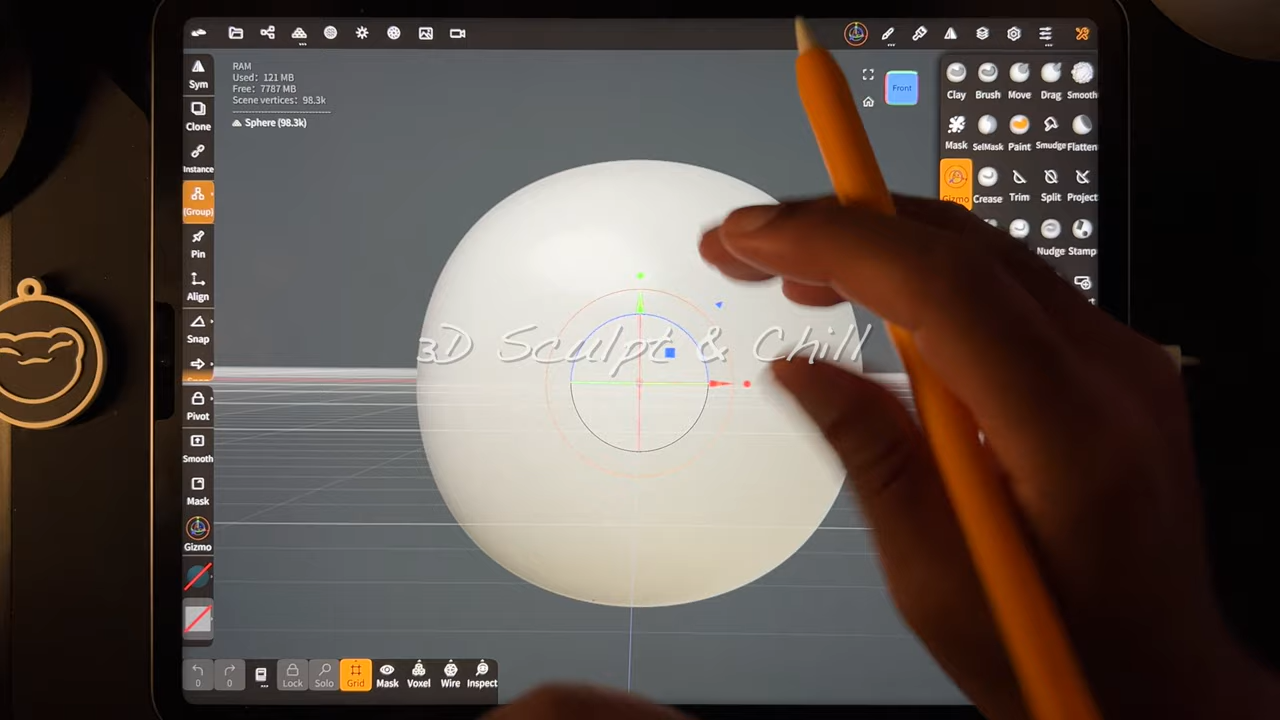 RAM
Used: 121 MB
Free: 7787 MB
Scene vertices: 98.3k
Sphere (98.3k)
Front
Sym
Clone
Instance
(Group)
Pin
Align
Snap
Pivot
Smooth
Mask
Gizmo
Clay Brush Move Drag Smooth
Mask SelMask Paint Smudge Flatten
Gizmo Crease Trim Split Project
Nudge Stamp
3D Sculpt & Chill
0 0 Lock Solo Grid Mask Voxel Wire Inspect